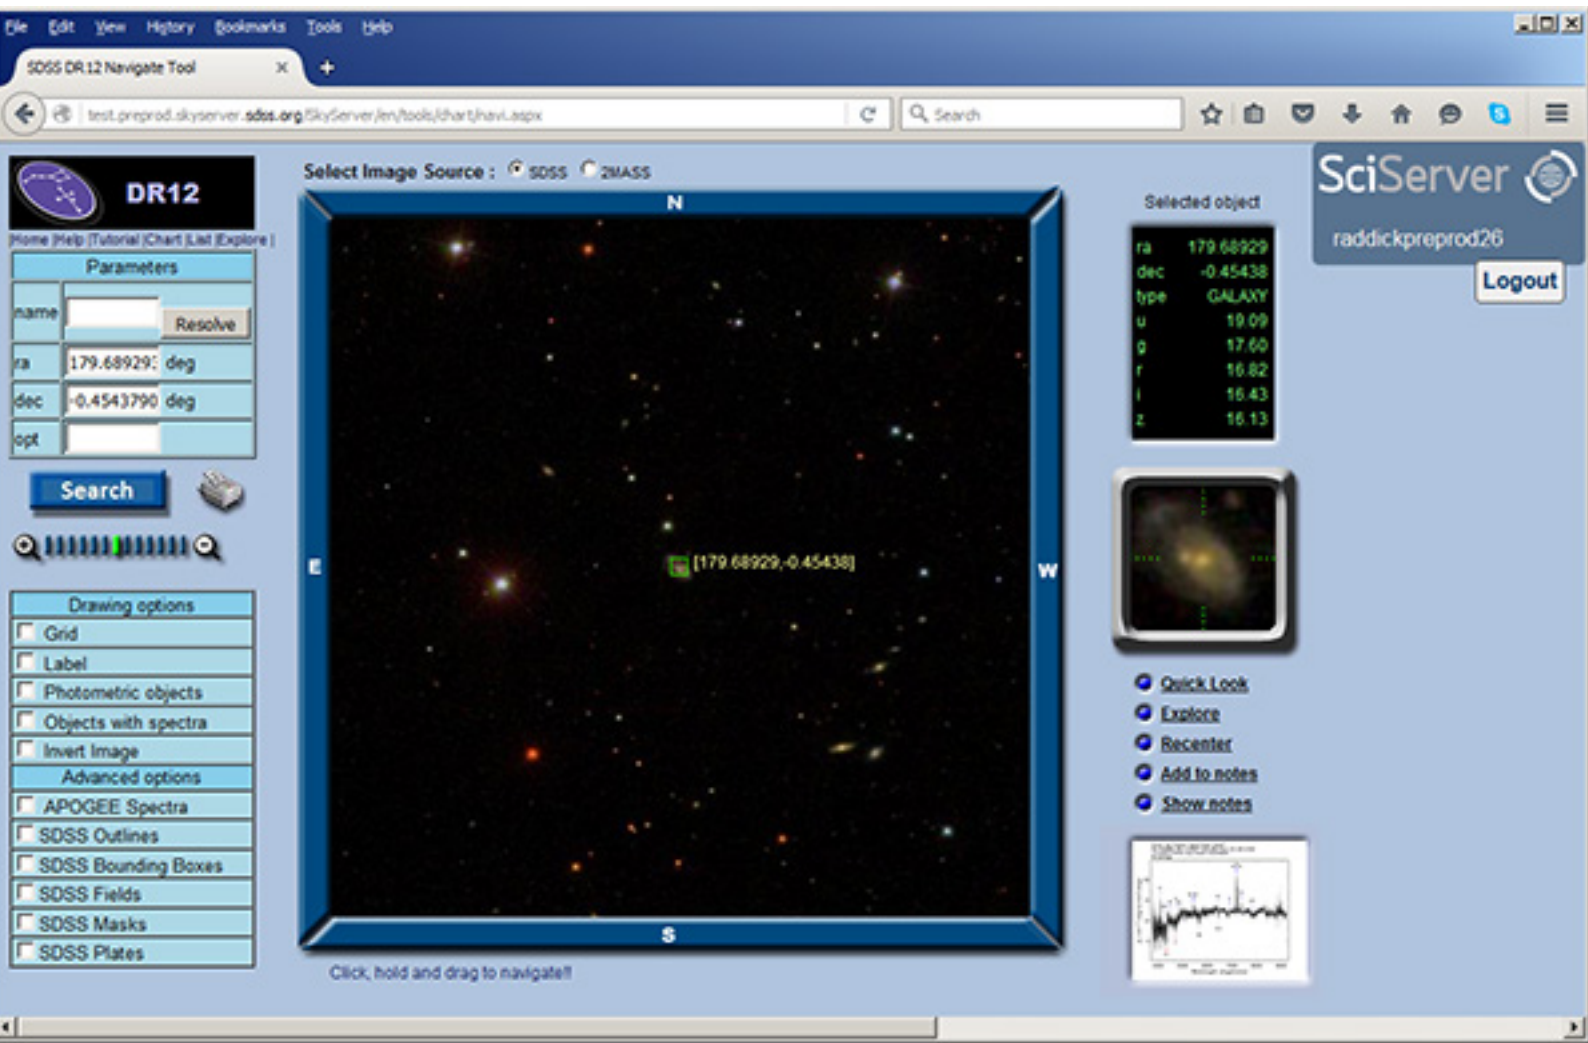 File Edit View History Bookmarks Tools Help
SDSS DR12 Navigate Tool
test.preprod.skyserver.sdss.org/SkyServer/en/tools/chart/navi.aspx
Search
DR12
|Home |Help |Tutorial |Chart |List |Explore |
Parameters
name
Resolve
ra 179.68929 deg
dec -0.4543790 deg
opt
Search
Drawing options
Grid
Label
Photometric objects
Objects with spectra
Invert Image
Advanced options
APOGEE Spectra
SDSS Outlines
SDSS Bounding Boxes
SDSS Fields
SDSS Masks
SDSS Plates
Select Image Source : SDSS 2MASS
N
E
[179.68929,-0.45438]
W
S
Click, hold and drag to navigate!!
Selected object
ra 179.68929
dec -0.45438
type GALAXY
u 19.09
g 17.60
r 16.82
i 16.43
z 16.13
Quick Look
Explore
Recenter
Add to notes
Show notes
SciServer
raddickpreprod26
Logout